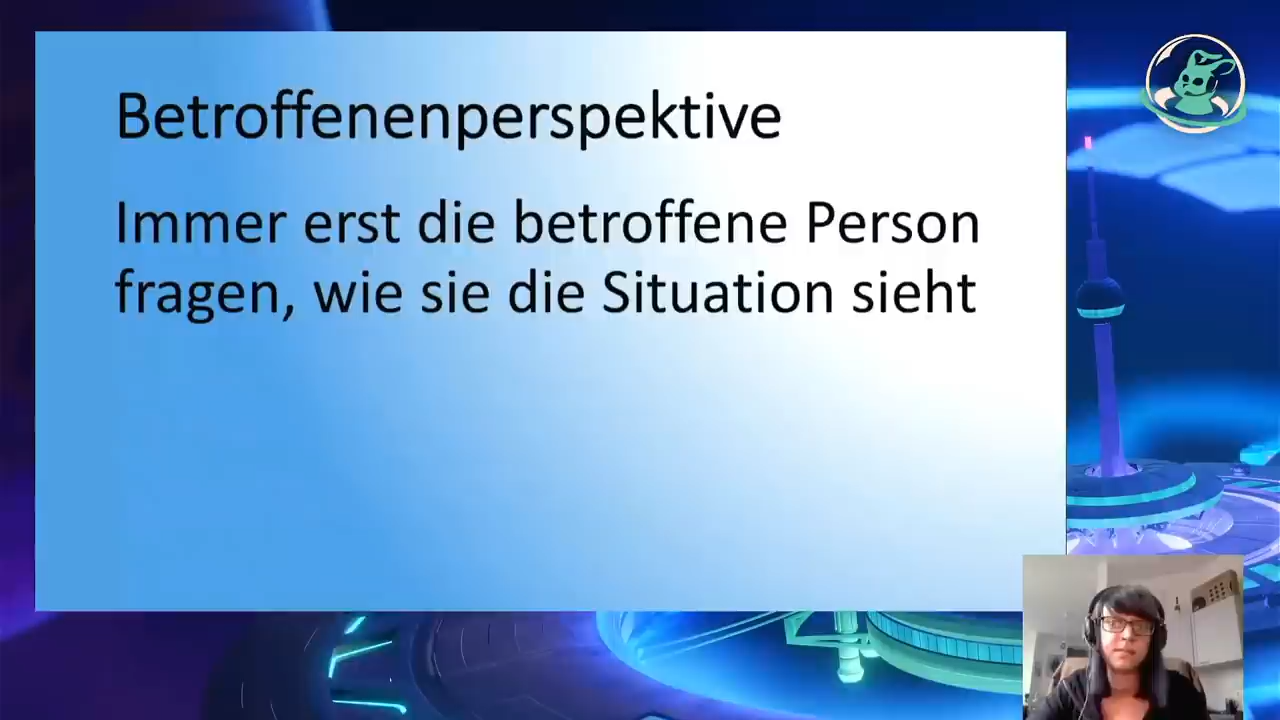 Betroffenenperspektive
Immer erst die betroffene Person
fragen, wie sie die Situation sieht